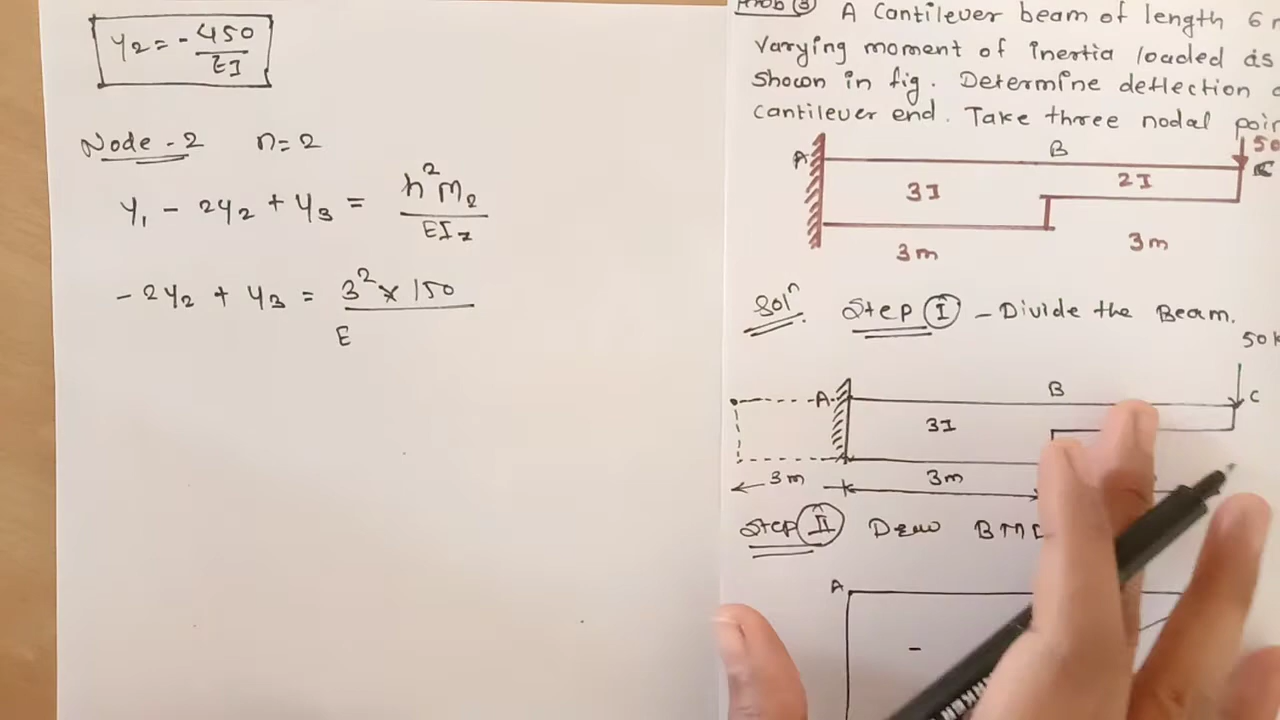 y2 = - 450 / EI
Node - 2 n = 2
y1 - 2y2 + y3 = h²M2 / EI2
- 2y2 + y3 = 3² × 150 / E
Prob 3 A Cantilever beam of length 6
Varying moment of inertia loaded as
Shown in fig. Determine deflection
Cantilever end. Take three nodal poin
A B 50
3I 2I C
3m 3m
Solⁿ Step I - Divide the Beam.
50k
A B C
3I
3m 3m
Step II Draw BMD
A
-